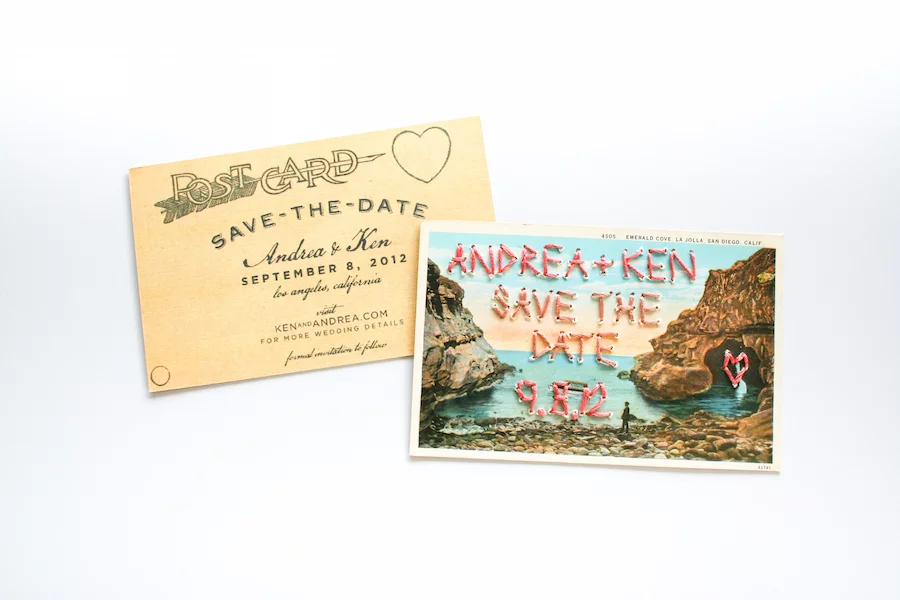 POST CARD
SAVE-THE-DATE
Andrea & Ken
SEPTEMBER 8, 2012
los angeles, california
visit
KENANDANDREA.COM
FOR MORE WEDDING DETAILS
formal invitation to follow
4505 EMERALD COVE, LA JOLLA, SAN DIEGO, CALIF.
ANDREA + KEN
SAVE THE
DATE
9.8.12